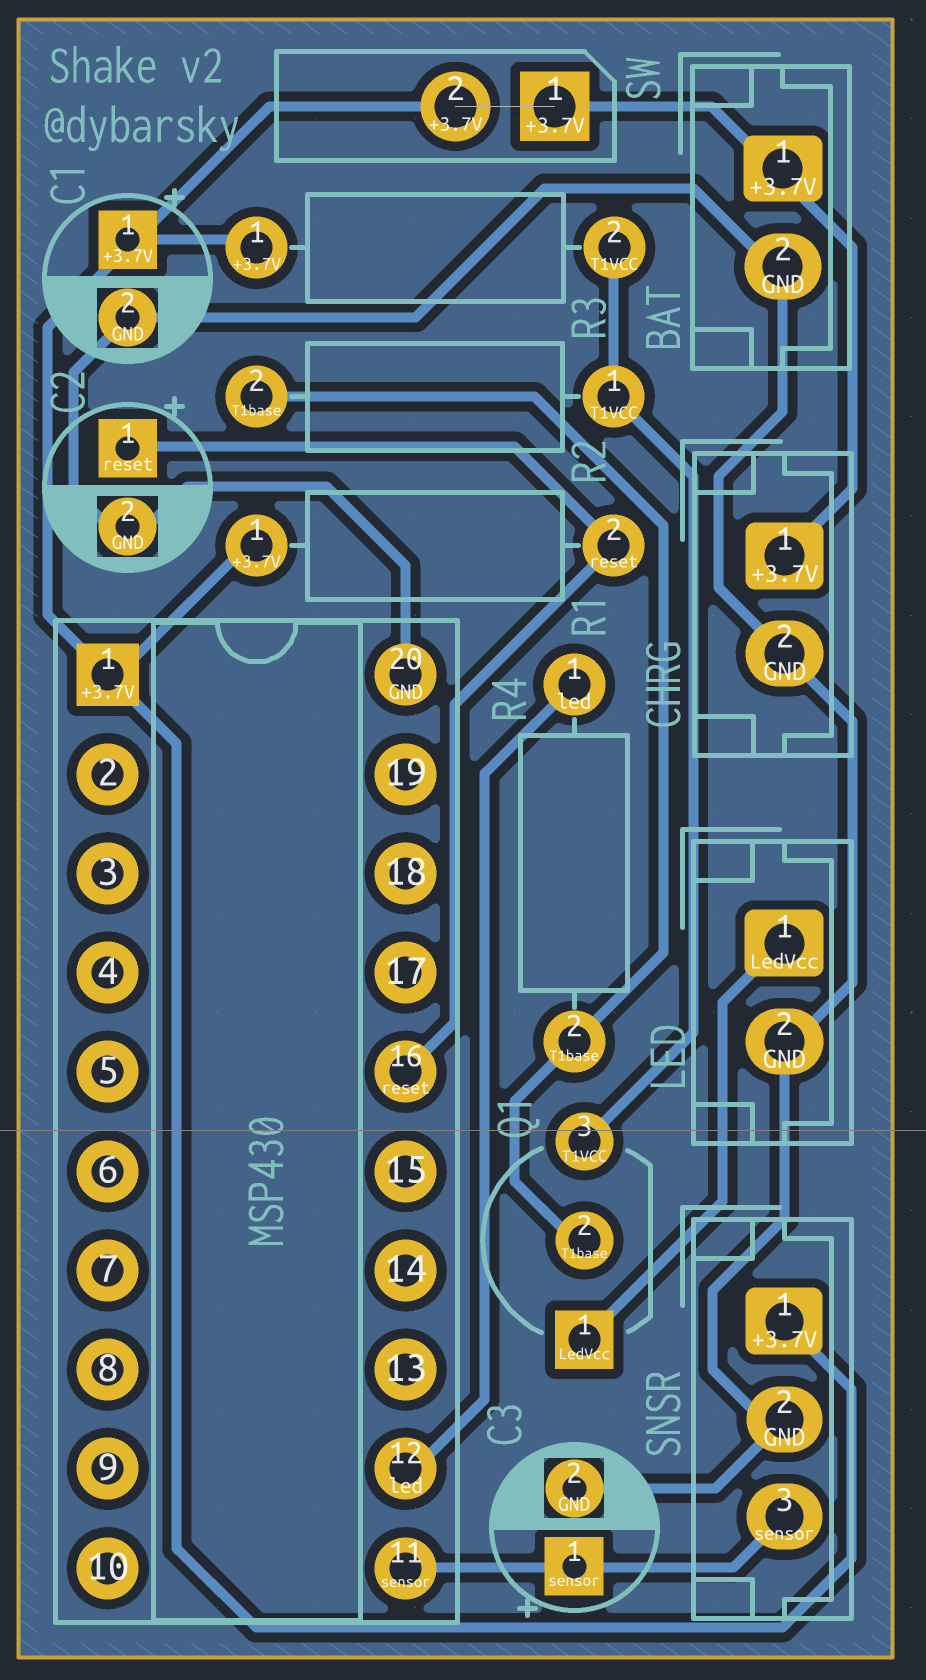 Shake v2
@dybarsky
SW
2
+3.7V
1
+3.7V
1
+3.7V
C1
+
1
+3.7V
1
+3.7V
2
T1VCC
2
GND
2
GND
R3
BAT
C2
+
2
T1base
1
T1VCC
1
reset
R2
2
GND
1
+3.7V
2
reset
1
+3.7V
R1
CHRG
2
GND
1
+3.7V
20
GND
R4
1
led
2
19
3
18
1
LedVcc
4
17
2
T1base
2
GND
LED
5
16
reset
Q1
3
T1VCC
MSP430
6
15
2
T1base
7
14
1
LedVcc
1
+3.7V
8
13
C3
SNSR
2
GND
9
12
led
2
GND
3
sensor
10
11
sensor
1
sensor
+